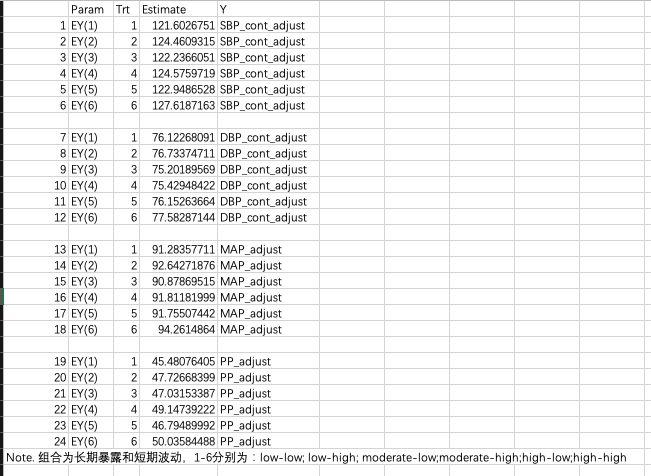 Param Trt Estimate Y
1 EY(1) 1 121.6026751 SBP_cont_adjust
2 EY(2) 2 124.4609315 SBP_cont_adjust
3 EY(3) 3 122.2366051 SBP_cont_adjust
4 EY(4) 4 124.5759719 SBP_cont_adjust
5 EY(5) 5 122.9486528 SBP_cont_adjust
6 EY(6) 6 127.6187163 SBP_cont_adjust
7 EY(1) 1 76.12268091 DBP_cont_adjust
8 EY(2) 2 76.73374711 DBP_cont_adjust
9 EY(3) 3 75.20189569 DBP_cont_adjust
10 EY(4) 4 75.42948422 DBP_cont_adjust
11 EY(5) 5 76.15263664 DBP_cont_adjust
12 EY(6) 6 77.58287144 DBP_cont_adjust
13 EY(1) 1 91.28357711 MAP_adjust
14 EY(2) 2 92.64271876 MAP_adjust
15 EY(3) 3 90.87869515 MAP_adjust
16 EY(4) 4 91.81181999 MAP_adjust
17 EY(5) 5 91.75507442 MAP_adjust
18 EY(6) 6 94.2614864 MAP_adjust
19 EY(1) 1 45.48076405 PP_adjust
20 EY(2) 2 47.72668399 PP_adjust
21 EY(3) 3 47.03153387 PP_adjust
22 EY(4) 4 49.14739222 PP_adjust
23 EY(5) 5 46.79489992 PP_adjust
24 EY(6) 6 50.03584488 PP_adjust
Note. 组合为长期暴露和短期波动，1-6分别为：low-low; low-high; moderate-low;moderate-high;high-low;high-high